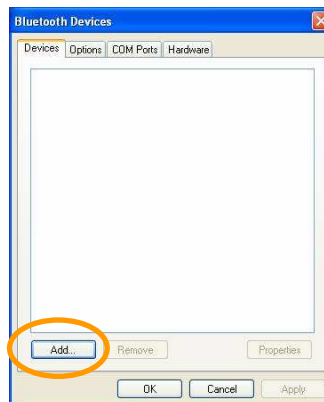 Bluetooth Devices
Devices Options COM Ports Hardware
Add... Remove Properties
OK Cancel Apply